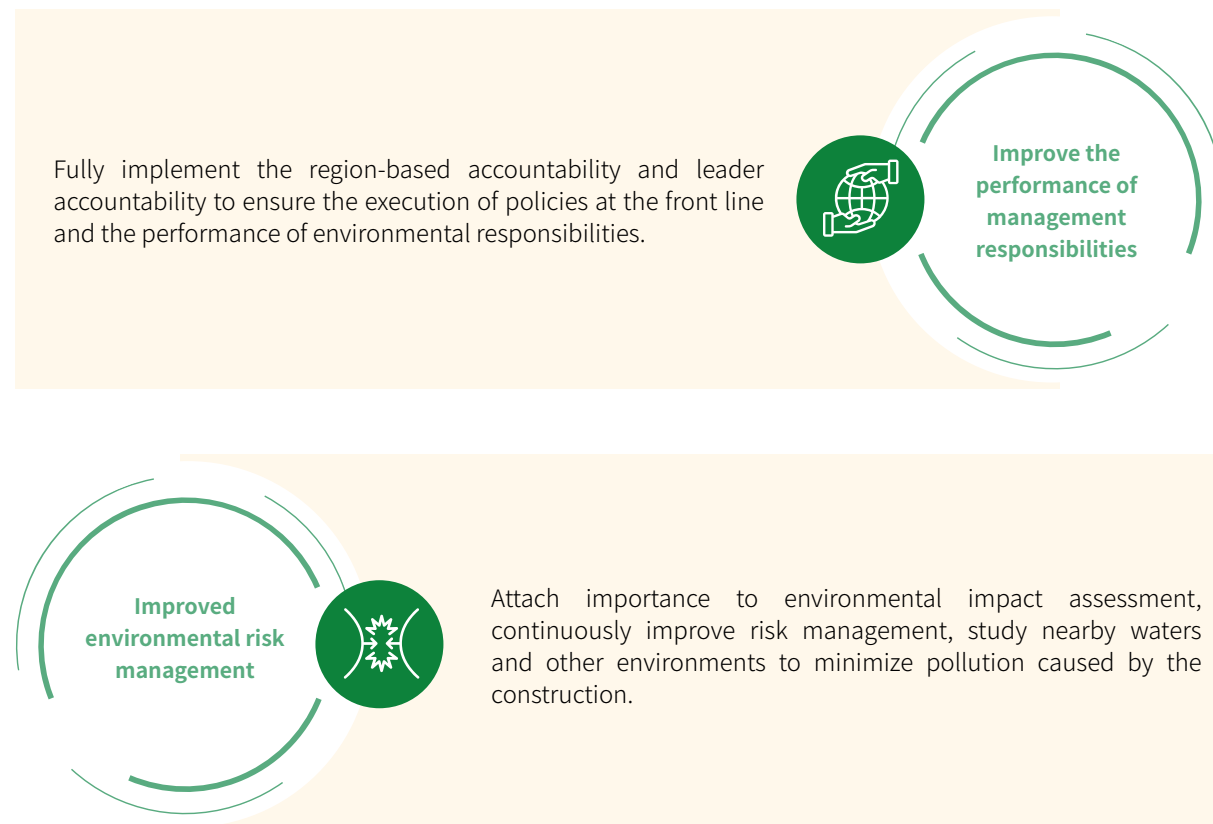 Fully implement the region-based accountability and leader
accountability to ensure the execution of policies at the front line
and the performance of environmental responsibilities.
Improve the
performance of
management
responsibilities
Improved
environmental risk
management
Attach importance to environmental impact assessment,
continuously improve risk management, study nearby waters
and other environments to minimize pollution caused by the
construction.